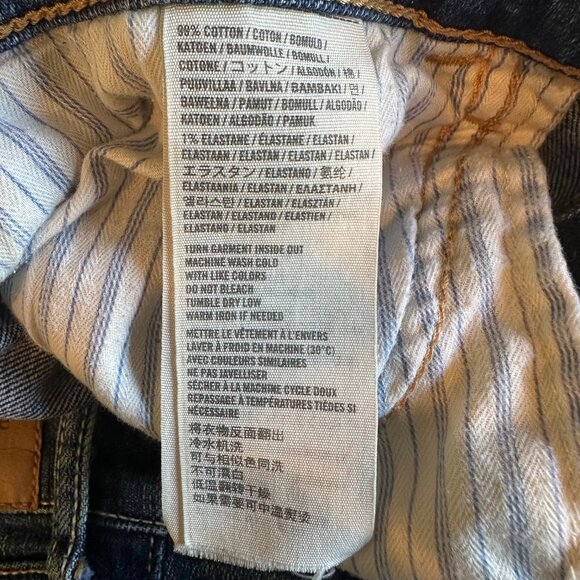 99% COTTON / COTON / BOMULD /
KATOEN / BAUMWOLLE / BOMULL /
COTONE / コットン / ALGODÓN / 棉 /
PUUVILLAA / BAVLNA / ΒΑΜΒΑΚΙ / 면 /
BAWEŁNA / PAMUT / BOMULL / ALGODÃO /
KATOEN / ALGODÃO / PAMUK
1% ELASTANE / ÉLASTANE / ELASTAN /
ELASTAAN / ELASTAN / ELASTAN / ELASTAN /
エラスタン / ELASTANO / 氨纶 /
ELASTAANIA / ELASTAN / ΕΛΑΣΤΑΝΗ /
엘라스탄 / ELASTAN / ELASZTÁN /
ELASTAN / ELASTANO / ELASTIEN /
ELASTANO / ELASTAN
TURN GARMENT INSIDE OUT
MACHINE WASH COLD
WITH LIKE COLORS
DO NOT BLEACH
TUMBLE DRY LOW
WARM IRON IF NEEDED
METTRE LE VÊTEMENT À L'ENVERS
LAVER À FROID EN MACHINE (30°C)
AVEC COULEURS SIMILAIRES
NE PAS JAVELLISER
SÉCHER À LA MACHINE CYCLE DOUX
REPASSAGE À TEMPÉRATURES TIÈDES SI
NÉCESSAIRE
将衣物反面翻出
冷水机洗
可与相似色同洗
不可漂白
低温翻转干燥
如果需要可中温熨烫